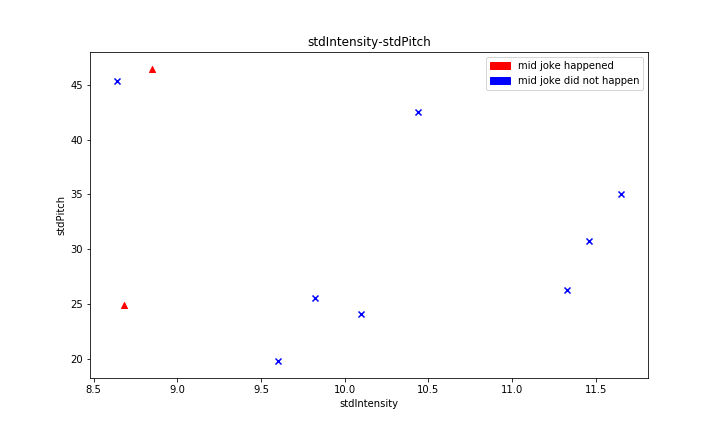 stdIntensity-stdPitch
mid joke happened
mid joke did not happen
45
40
35
30
25
20
stdPitch
8.5 9.0 9.5 10.0 10.5 11.0 11.5
stdIntensity